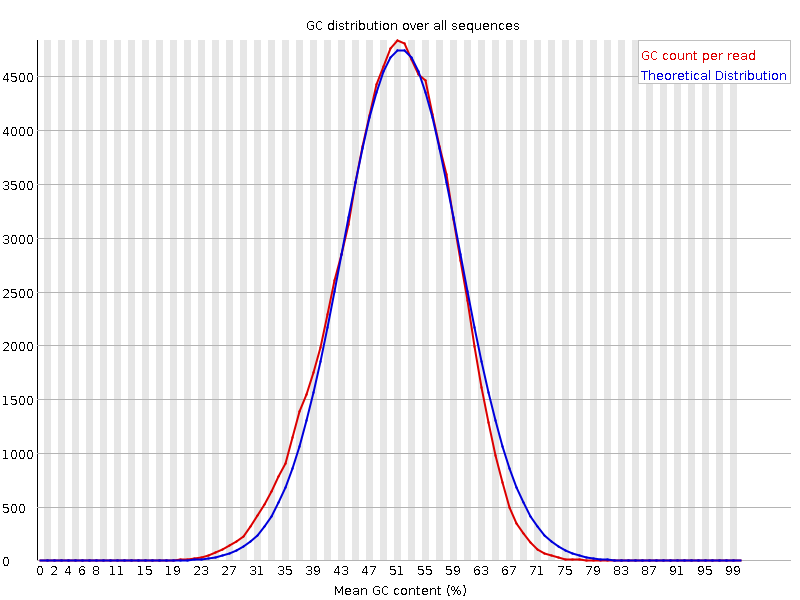 GC distribution over all sequences
GC count per read
Theoretical Distribution
4500
4000
3500
3000
2500
2000
1500
1000
500
0
0 2 4 6 8 11 15 19 23 27 31 35 39 43 47 51 55 59 63 67 71 75 79 83 87 91 95 99
Mean GC content (%)